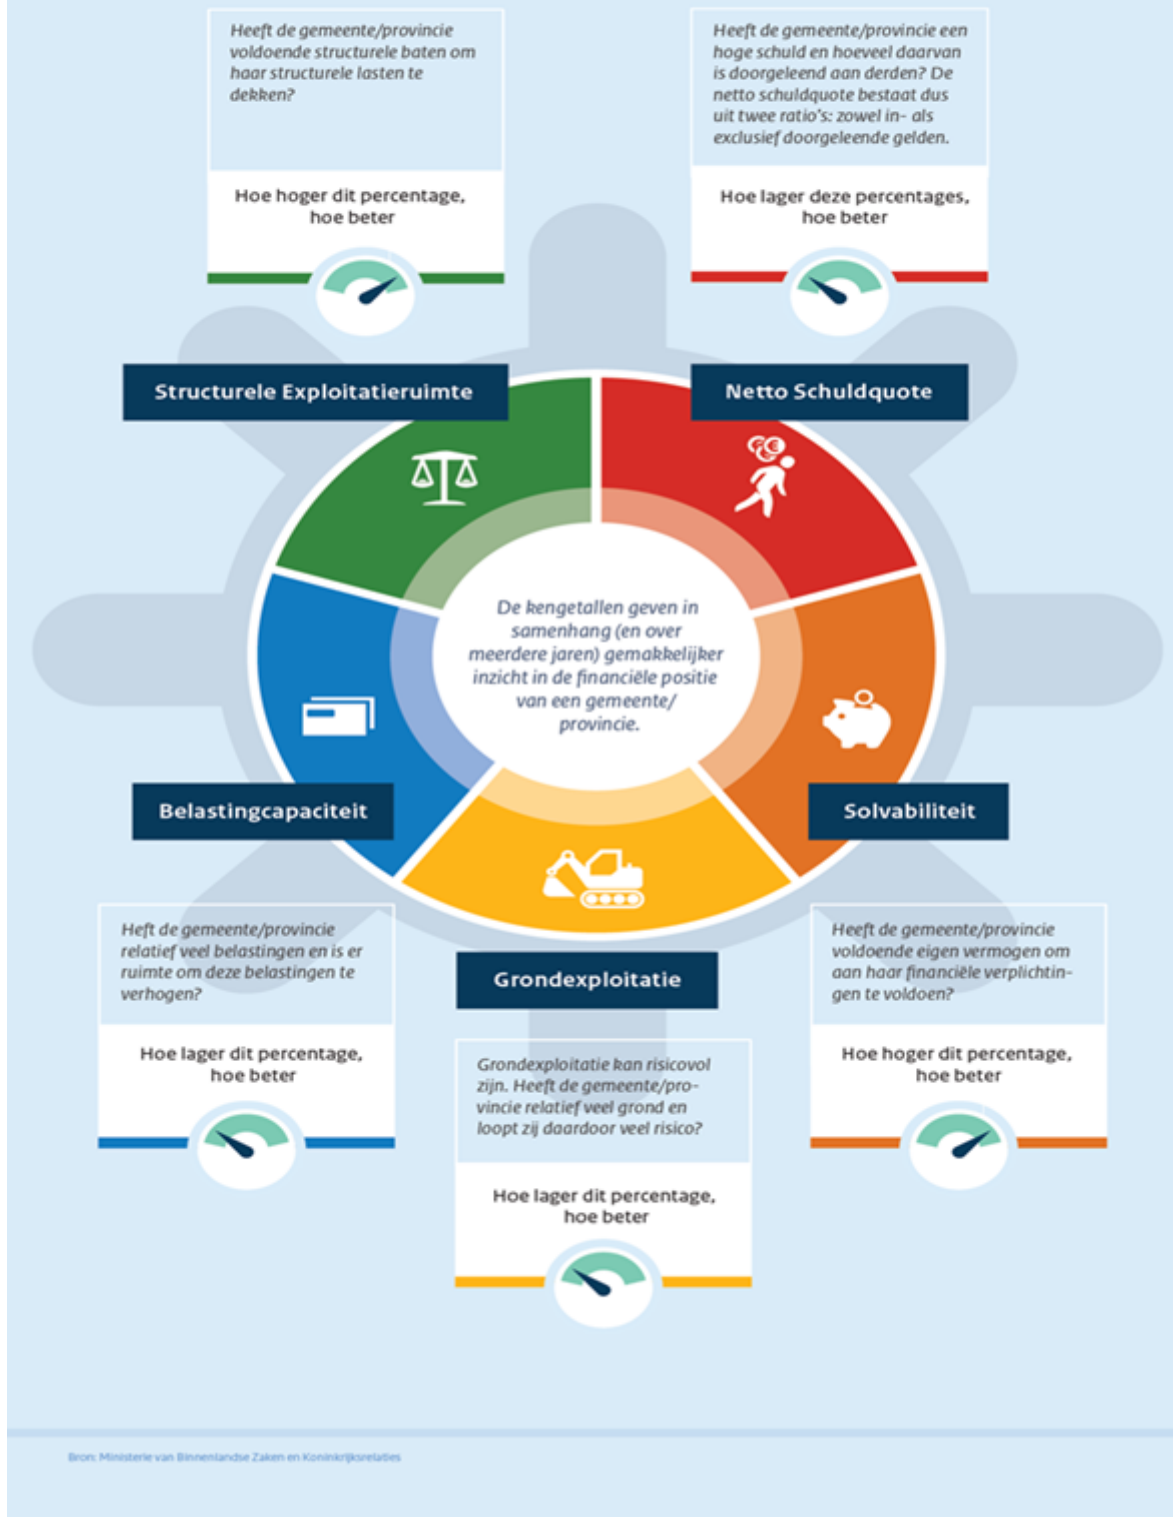 Heeft de gemeente/provincie
voldoende structurele baten om
haar structurele lasten te
dekken?
Hoe hoger dit percentage,
hoe beter
Heeft de gemeente/provincie een
hoge schuld en hoeveel daarvan
is doorgeleend aan derden? De
netto schuldquote bestaat dus
uit twee ratio's: zowel in- als
exclusief doorgeleende gelden.
Hoe lager deze percentages,
hoe beter
Structurele Exploitatieruimte
Netto Schuldquote
De kengetallen geven in
samenhang (en over
meerdere jaren) gemakkelijker
inzicht in de financiële positie
van een gemeente/
provincie.
Belastingcapaciteit
Solvabiliteit
Heft de gemeente/provincie
relatief veel belastingen en is er
ruimte om deze belastingen te
verhogen?
Hoe lager dit percentage,
hoe beter
Grondexploitatie
Grondexploitatie kan risicovol
zijn. Heeft de gemeente/pro-
vincie relatief veel grond en
loopt zij daardoor veel risico?
Hoe lager dit percentage,
hoe beter
Heeft de gemeente/provincie
voldoende eigen vermogen om
aan haar financiële verplichtin-
gen te voldoen?
Hoe hoger dit percentage,
hoe beter
Bron: Ministerie van Binnenlandse Zaken en Koninkrijksrelaties